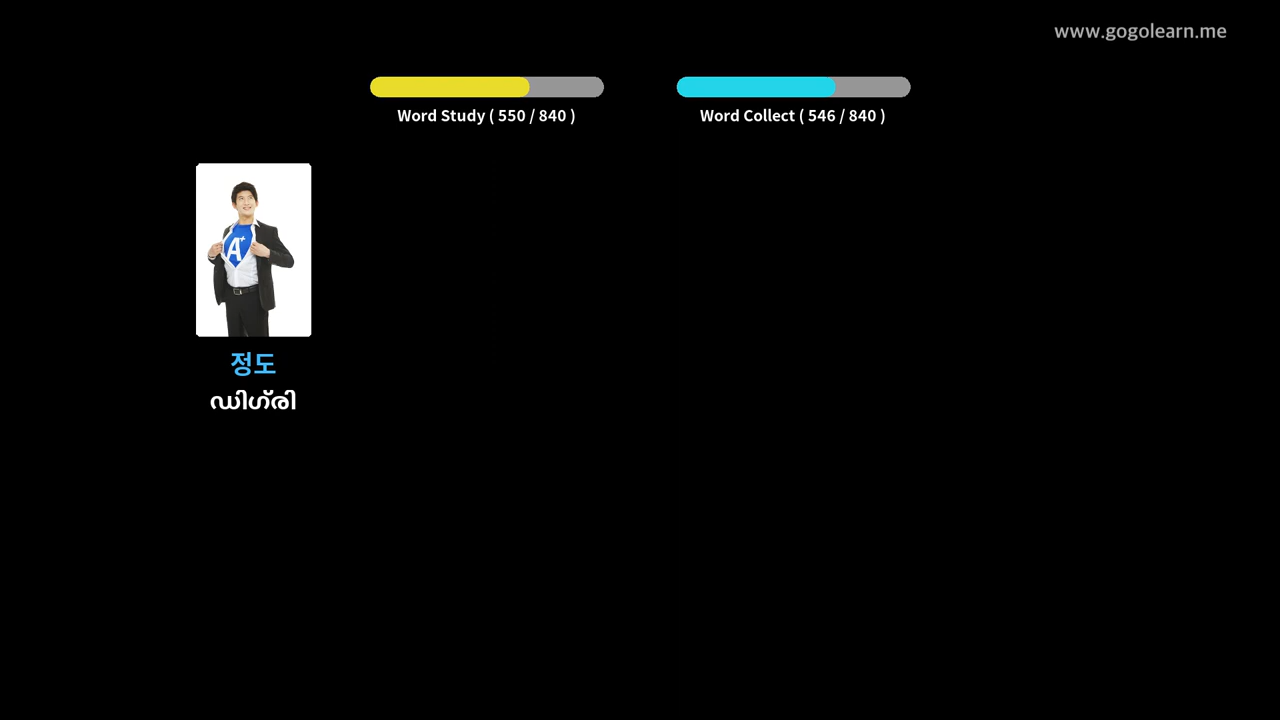 www.gogolearn.me
Word Study ( 550 / 840 )
Word Collect ( 546 / 840 )
A+
정도
ഡിഗ്രി